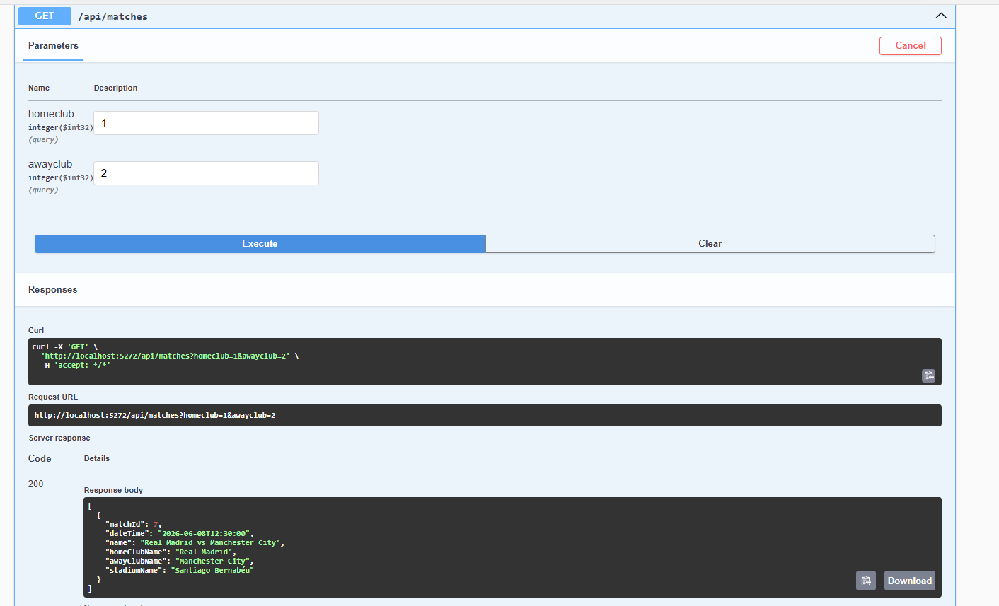 GET /api/matches
Parameters
Cancel
Name Description
homeclub
integer($int32)
(query)
1
awayclub
integer($int32)
(query)
2
Execute Clear
Responses
Curl
curl -X 'GET' \
  'http://localhost:5272/api/matches?homeclub=1&awayclub=2' \
  -H 'accept: */*'
Request URL
http://localhost:5272/api/matches?homeclub=1&awayclub=2
Server response
Code Details
200
Response body
[
  {
    "matchId": 7,
    "dateTime": "2026-06-08T12:30:00",
    "name": "Real Madrid vs Manchester City",
    "homeClubName": "Real Madrid",
    "awayClubName": "Manchester City",
    "stadiumName": "Santiago Bernabéu"
  }
]
Download